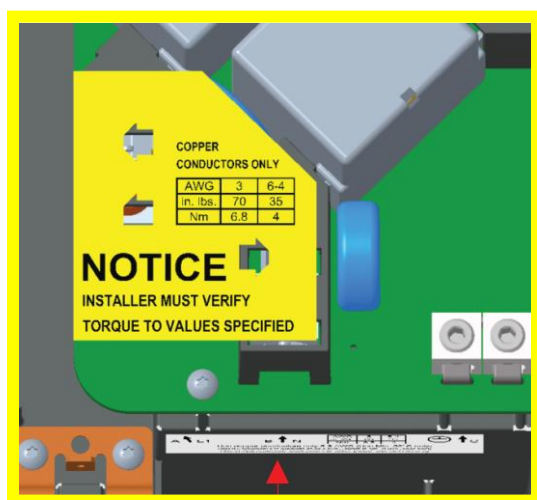 COPPER
CONDUCTORS ONLY
AWG 3 6-4
in. lbs. 70 35
Nm 6.8 4
NOTICE
INSTALLER MUST VERIFY
TORQUE TO VALUES SPECIFIED
A L1 N